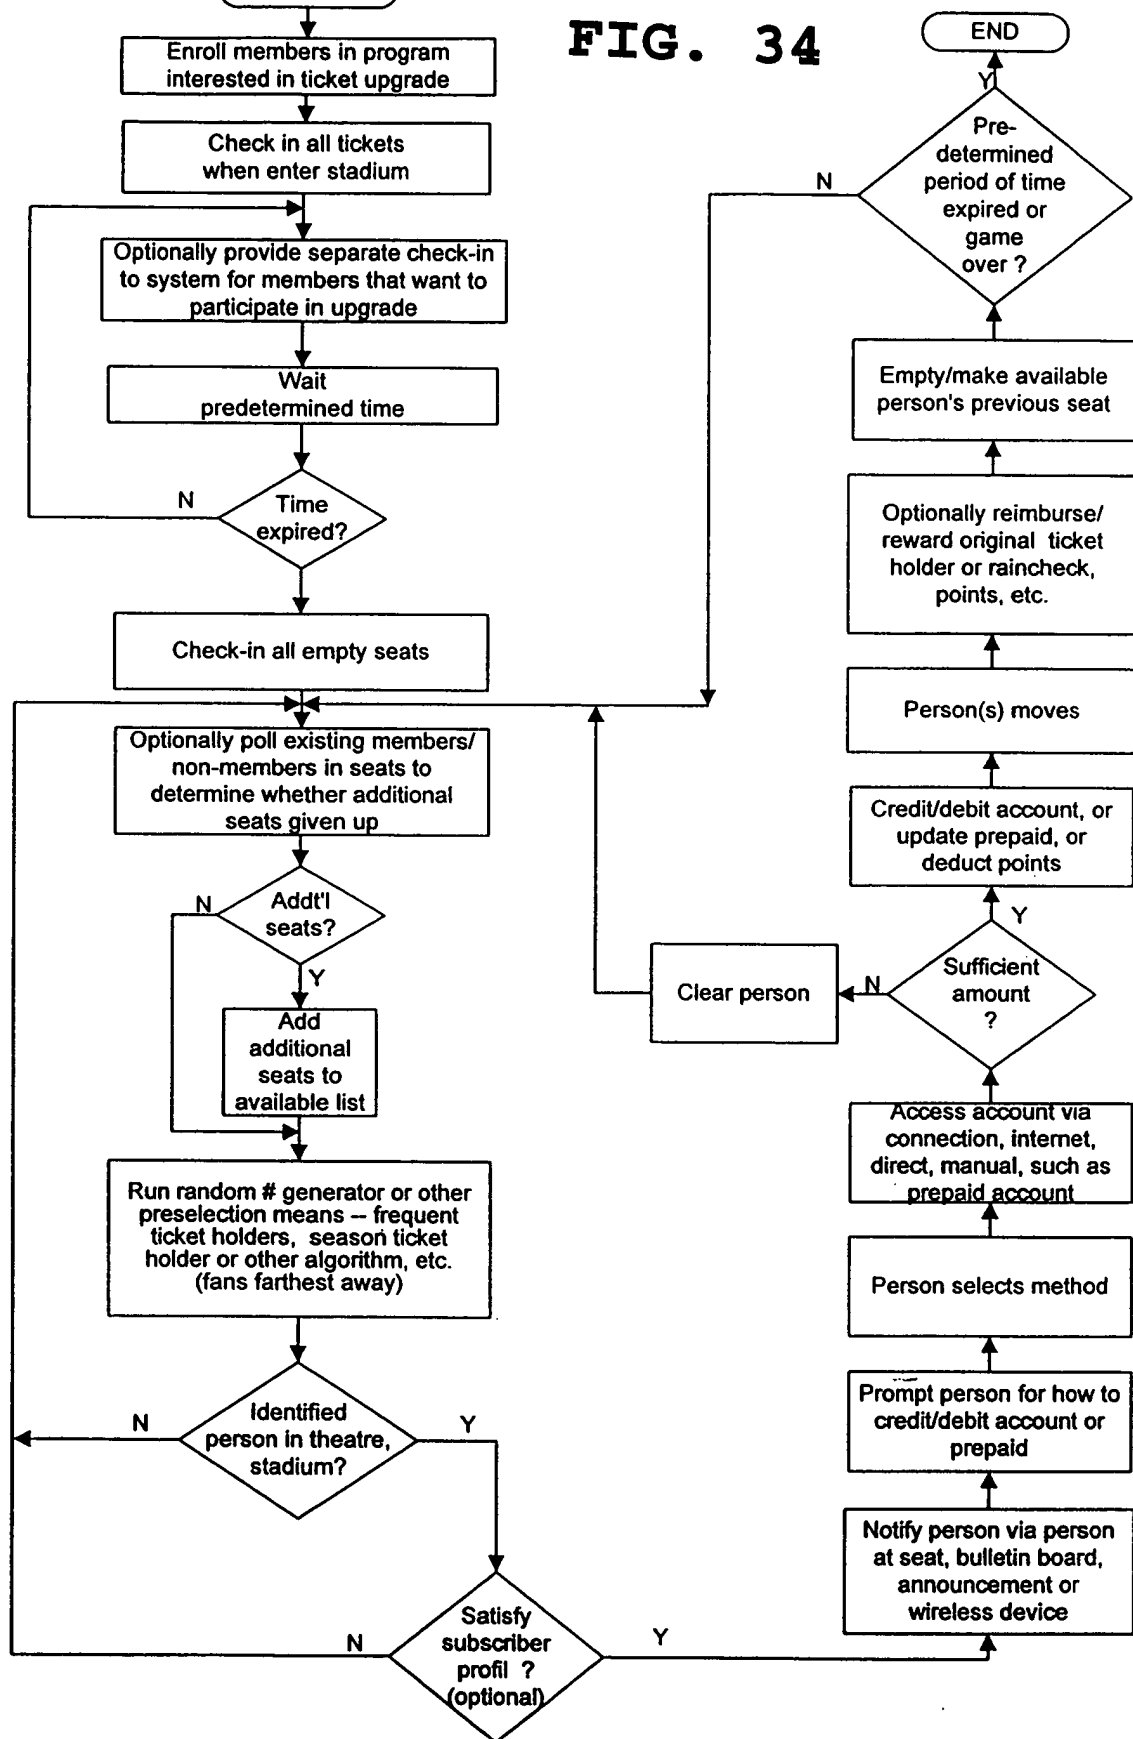 FIG. 34
Enroll members in program
interested in ticket upgrade
Check in all tickets
when enter stadium
Optionally provide separate check-in
to system for members that want to
participate in upgrade
Wait
predetermined time
N
Time
expired?
Check-in all empty seats
Optionally poll existing members/
non-members in seats to
determine whether additional
seats given up
N
Addt'l
seats?
Y
Add
additional
seats to
available list
Run random # generator or other
preselection means -- frequent
ticket holders, season ticket
holder or other algorithm, etc.
(fans farthest away)
N
Identified
person in theatre,
stadium?
Y
N
Satisfy
subscriber
profil ?
(optional)
Y
Notify person via person
at seat, bulletin board,
announcement or
wireless device
Prompt person for how to
credit/debit account or
prepaid
Person selects method
Access account via
connection, internet,
direct, manual, such as
prepaid account
Sufficient
amount
?
N
Clear person
Y
Credit/debit account, or
update prepaid, or
deduct points
Person(s) moves
Optionally reimburse/
reward original ticket
holder or raincheck,
points, etc.
Empty/make available
person's previous seat
Pre-
determined
period of time
expired or
game
over ?
N
Y
END